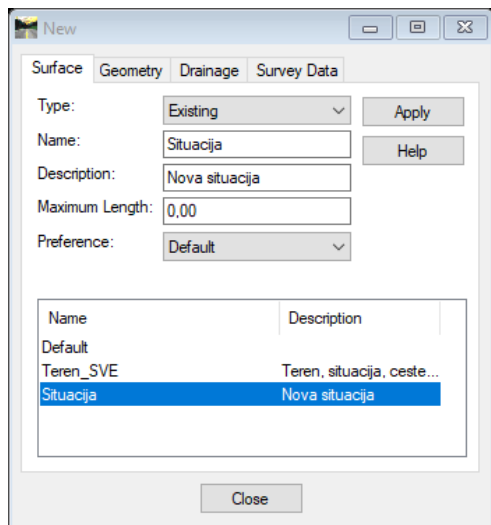 New
Surface Geometry Drainage Survey Data
Type: Existing Apply
Name: Situacija Help
Description: Nova situacija
Maximum Length: 0,00
Preference: Default
Name Description
Default
Teren_SVE Teren, situacija, ceste...
Situacija Nova situacija
Close